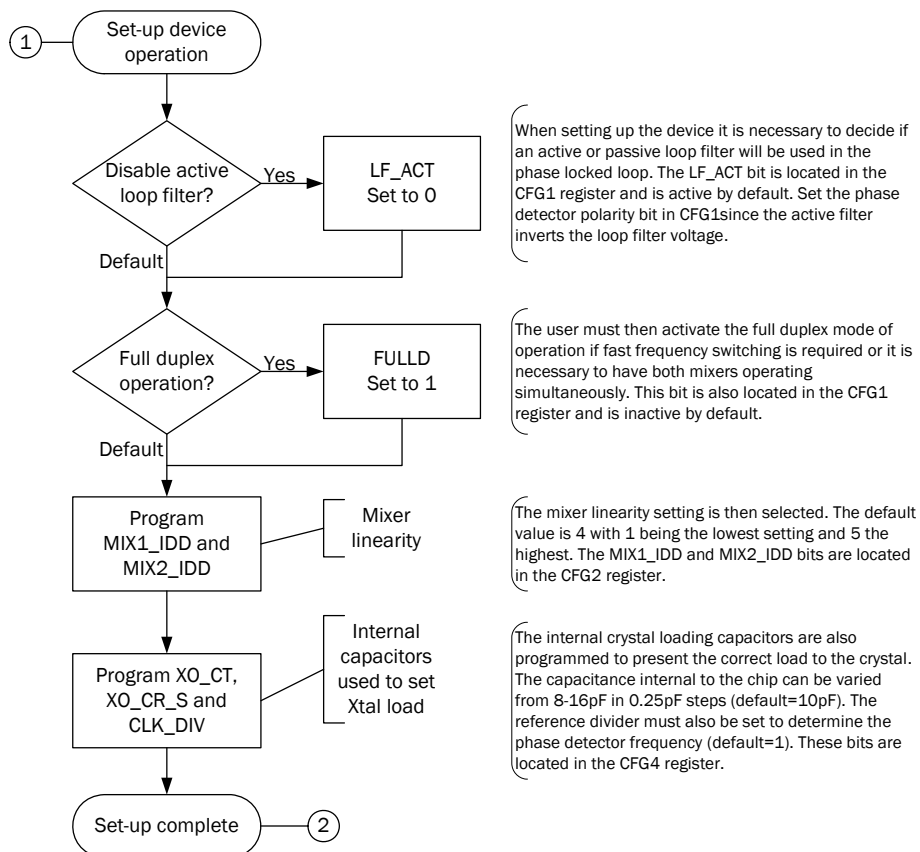 1
Set-up device
operation
Disable active
loop filter?
Yes
LF_ACT
Set to 0
When setting up the device it is necessary to decide if
an active or passive loop filter will be used in the
phase locked loop. The LF_ACT bit is located in the
CFG1 register and is active by default. Set the phase
detector polarity bit in CFG1since the active filter
inverts the loop filter voltage.
Default
Full duplex
operation?
Yes
FULLD
Set to 1
The user must then activate the full duplex mode of
operation if fast frequency switching is required or it is
necessary to have both mixers operating
simultaneously. This bit is also located in the CFG1
register and is inactive by default.
Default
Program
MIX1_IDD and
MIX2_IDD
Mixer
linearity
The mixer linearity setting is then selected. The default
value is 4 with 1 being the lowest setting and 5 the
highest. The MIX1_IDD and MIX2_IDD bits are located
in the CFG2 register.
Program XO_CT,
XO_CR_S and
CLK_DIV
Internal
capacitors
used to set
Xtal load
The internal crystal loading capacitors are also
programmed to present the correct load to the crystal.
The capacitance internal to the chip can be varied
from 8-16pF in 0.25pF steps (default=10pF). The
reference divider must also be set to determine the
phase detector frequency (default=1). These bits are
located in the CFG4 register.
Set-up complete
2